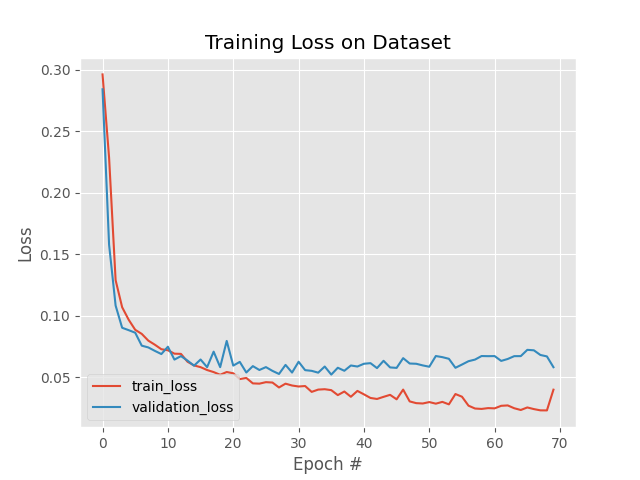 Training Loss on Dataset
0.30
0.25
0.20
0.15
0.10
0.05
Loss
train_loss
validation_loss
0 10 20 30 40 50 60 70
Epoch #